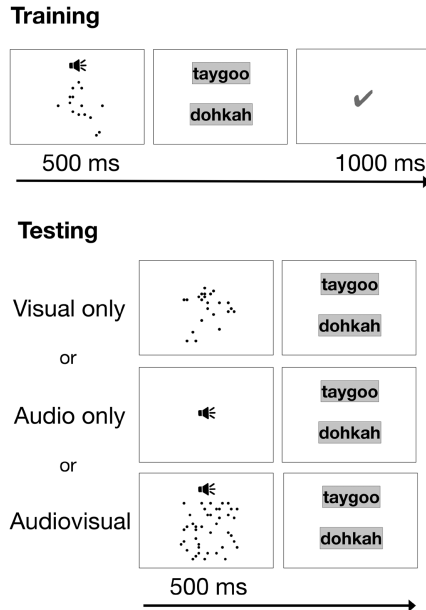 Training
taygoo
dohkah
500 ms
1000 ms
Testing
Visual only
taygoo
dohkah
or
Audio only
taygoo
dohkah
or
Audiovisual
taygoo
dohkah
500 ms